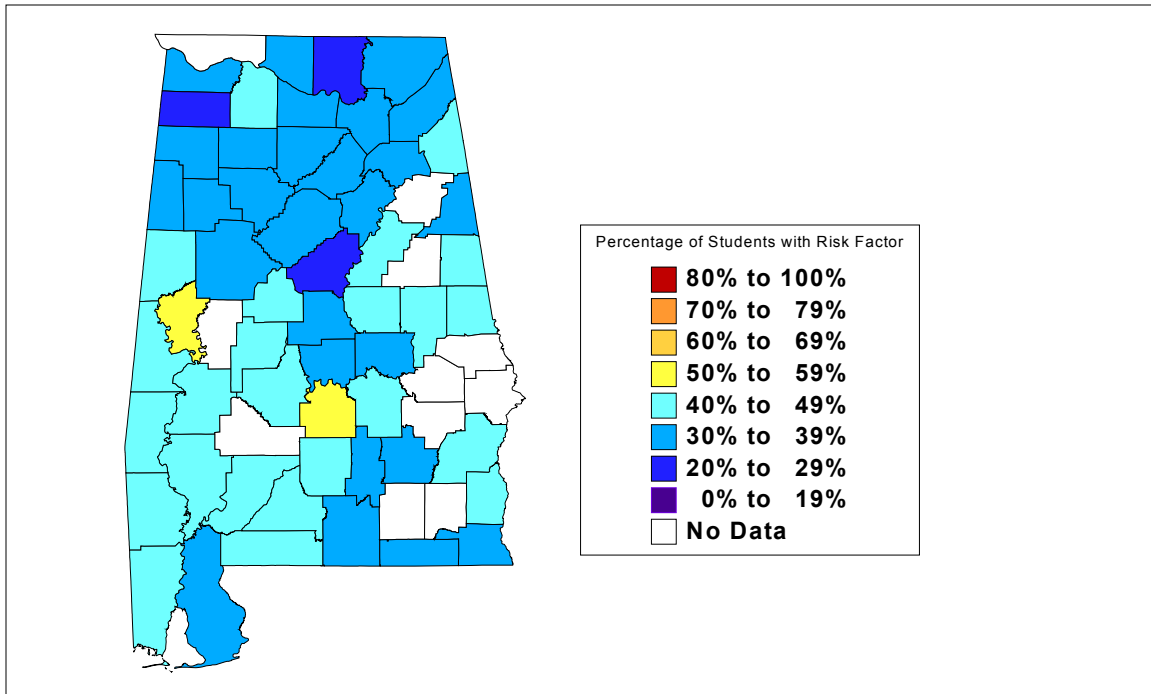 Percentage of Students with Risk Factor
80% to 100%
70% to 79%
60% to 69%
50% to 59%
40% to 49%
30% to 39%
20% to 29%
0% to 19%
No Data